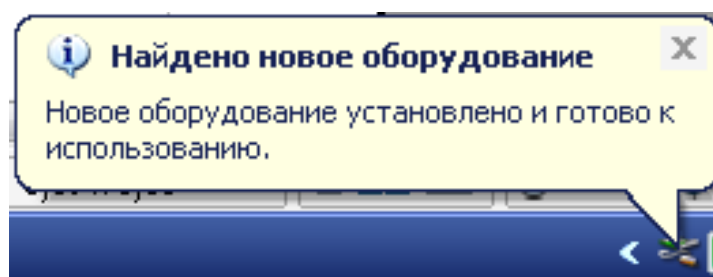 Найдено новое оборудование
Новое оборудование установлено и готово к
использованию.